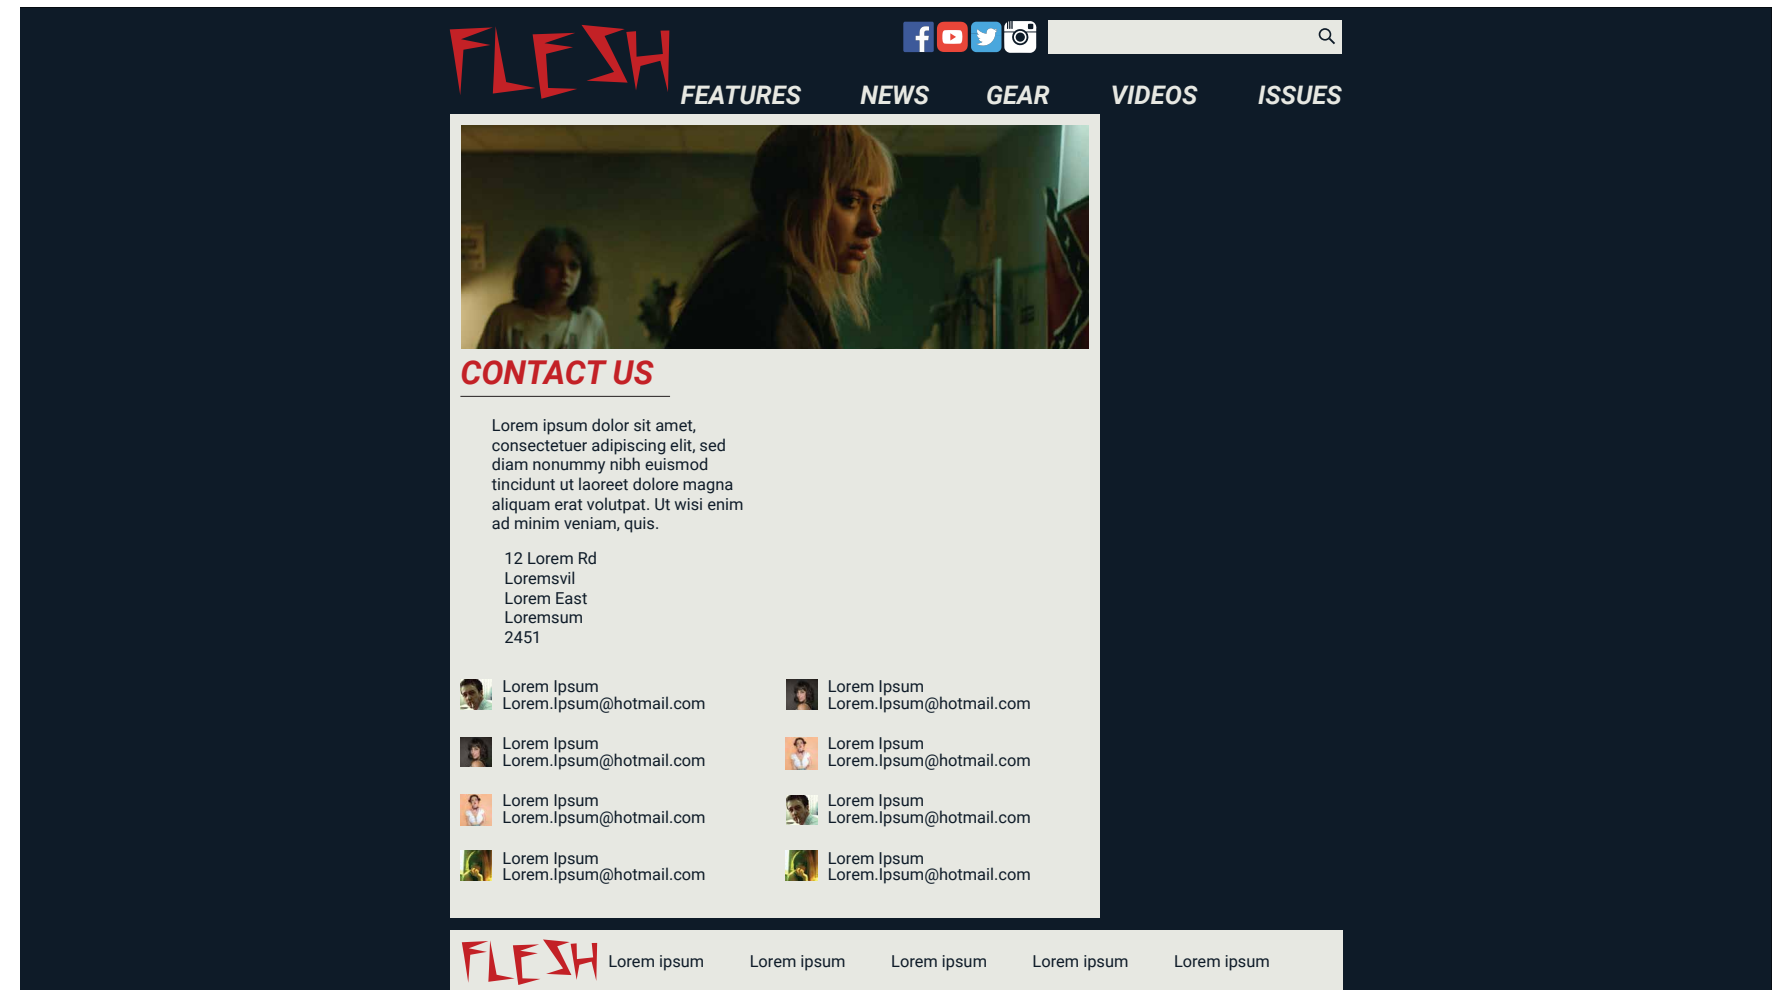 FLESH
FEATURES NEWS GEAR VIDEOS ISSUES
CONTACT US
Lorem ipsum dolor sit amet,
consectetuer adipiscing elit, sed
diam nonummy nibh euismod
tincidunt ut laoreet dolore magna
aliquam erat volutpat. Ut wisi enim
ad minim veniam, quis.
12 Lorem Rd
Loremsvil
Lorem East
Loremsum
2451
Lorem Ipsum
Lorem.Ipsum@hotmail.com
Lorem Ipsum
Lorem.Ipsum@hotmail.com
Lorem Ipsum
Lorem.Ipsum@hotmail.com
Lorem Ipsum
Lorem.Ipsum@hotmail.com
Lorem Ipsum
Lorem.Ipsum@hotmail.com
Lorem Ipsum
Lorem.Ipsum@hotmail.com
Lorem Ipsum
Lorem.Ipsum@hotmail.com
Lorem Ipsum
Lorem.Ipsum@hotmail.com
FLESH Lorem ipsum Lorem ipsum Lorem ipsum Lorem ipsum Lorem ipsum